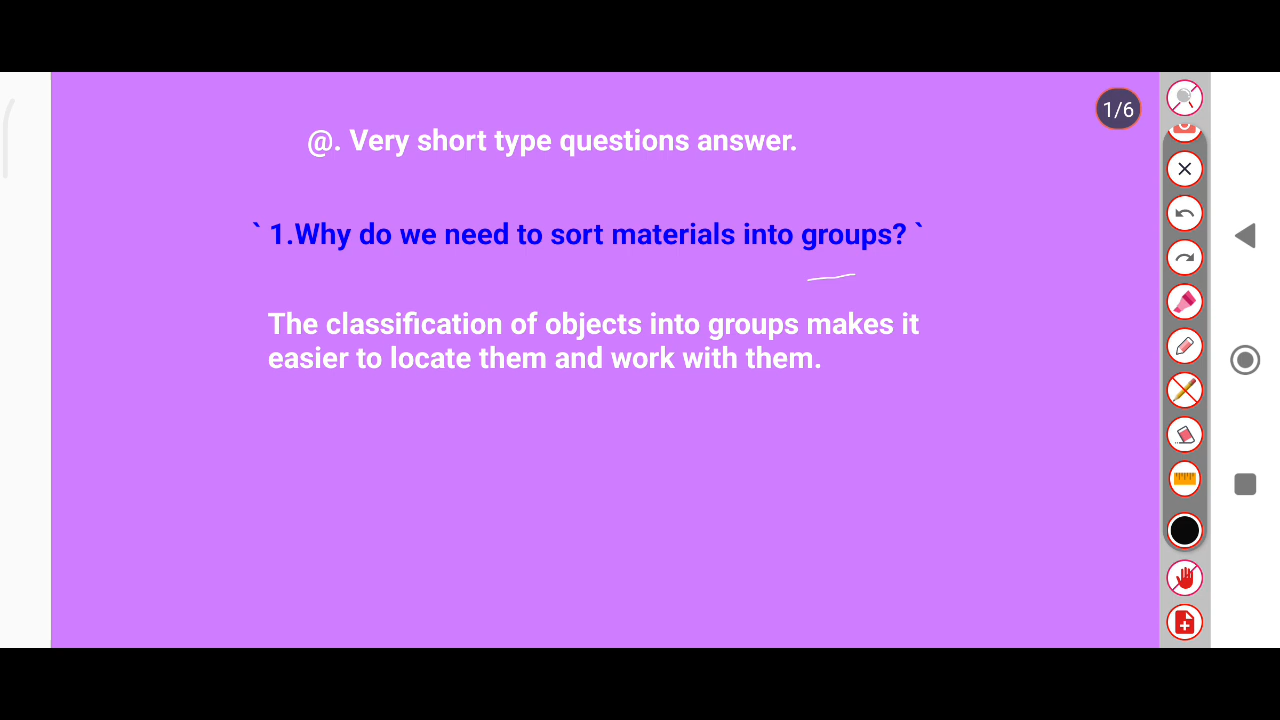 1/6
@. Very short type questions answer.
` 1.Why do we need to sort materials into groups? `
The classification of objects into groups makes it
easier to locate them and work with them.